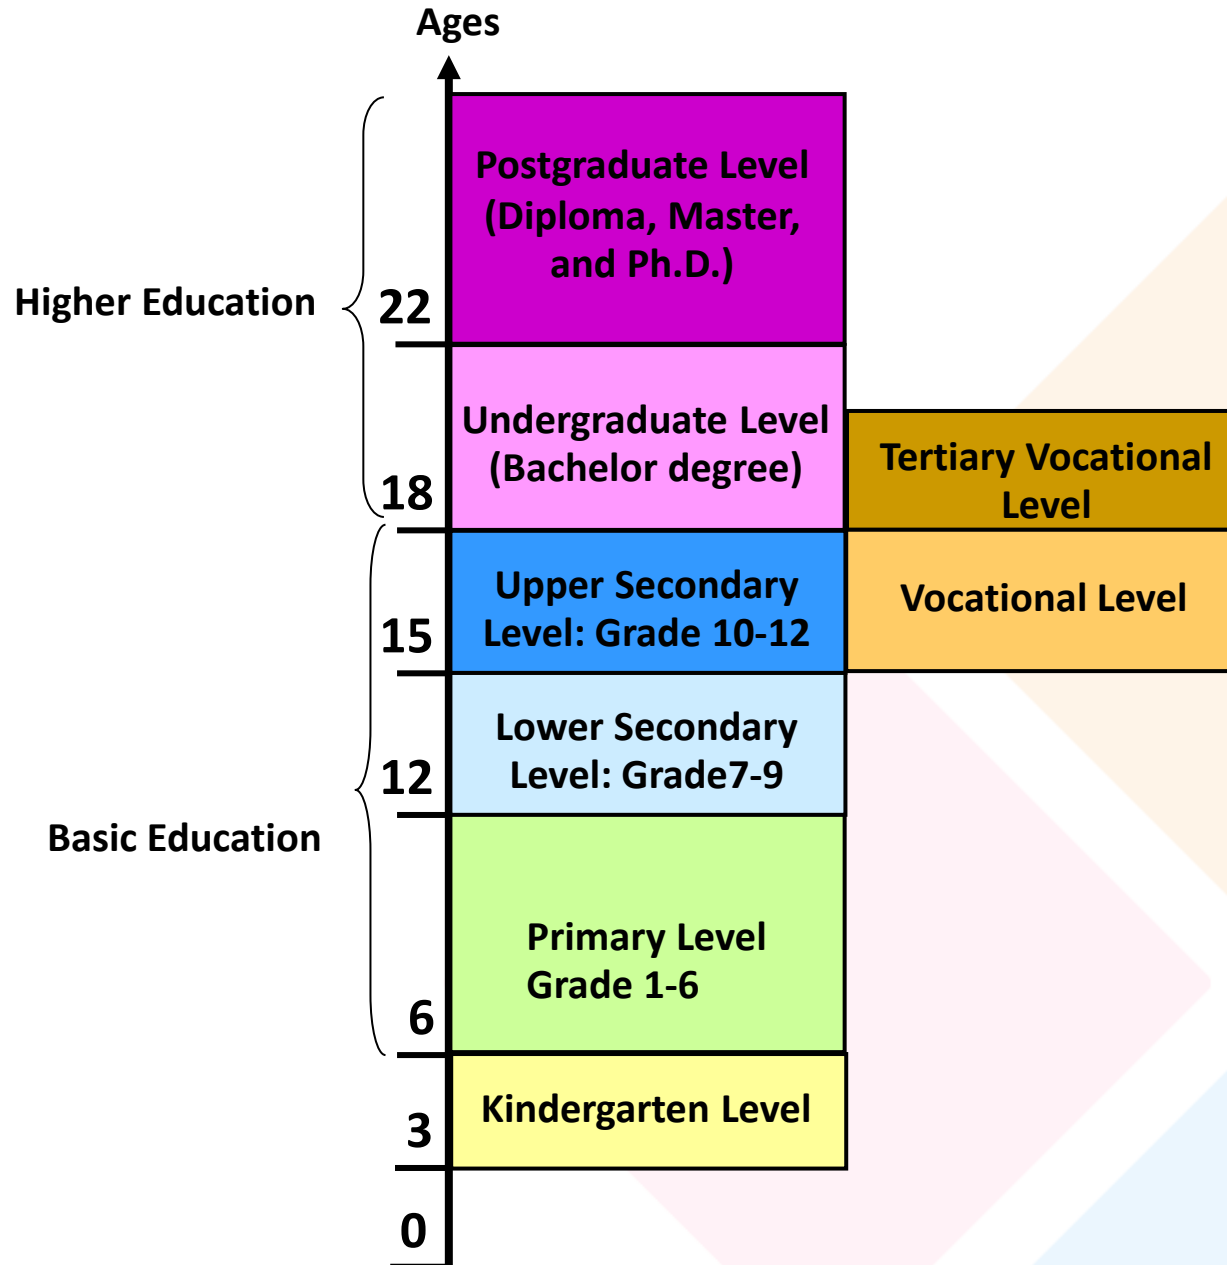 Ages
Postgraduate Level
(Diploma, Master,
and Ph.D.)
Higher Education
22
Undergraduate Level
(Bachelor degree)
18
Tertiary Vocational
Level
Upper Secondary
Level: Grade 10-12
15
Vocational Level
Lower Secondary
Level: Grade7-9
12
Basic Education
Primary Level
Grade 1-6
6
Kindergarten Level
3
0